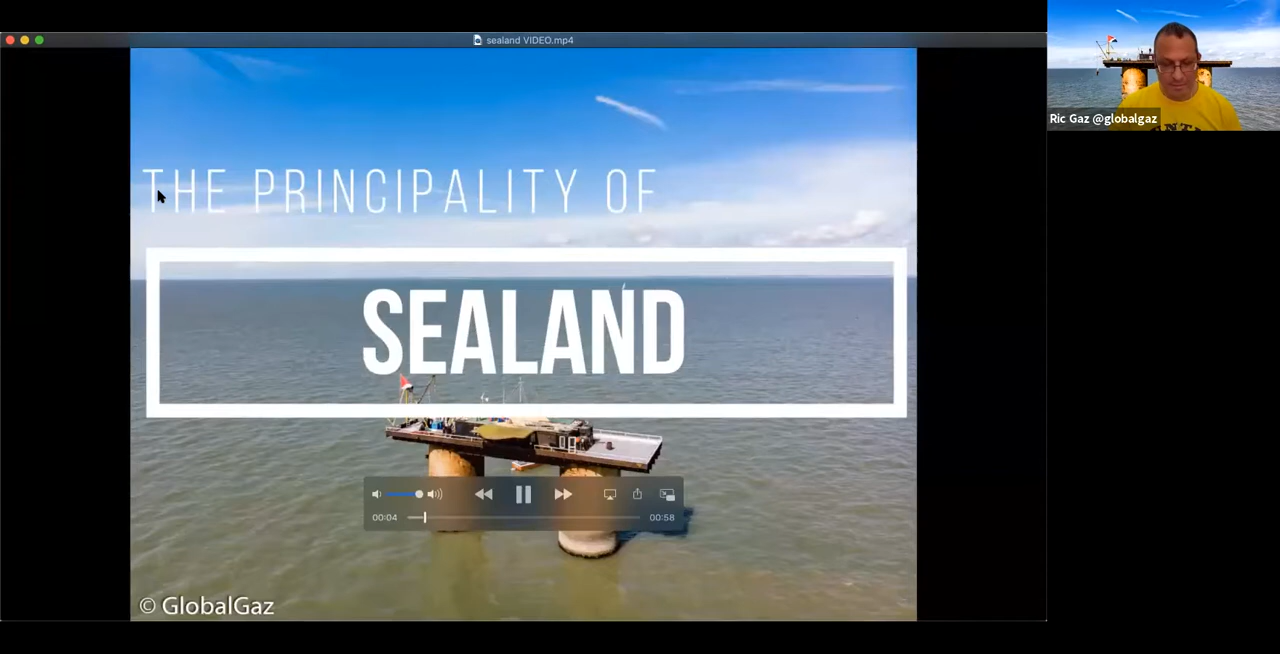 sealand VIDEO.mp4
THE PRINCIPALITY OF
SEALAND
00:04
00:58
© GlobalGaz
Ric Gaz @globalgaz